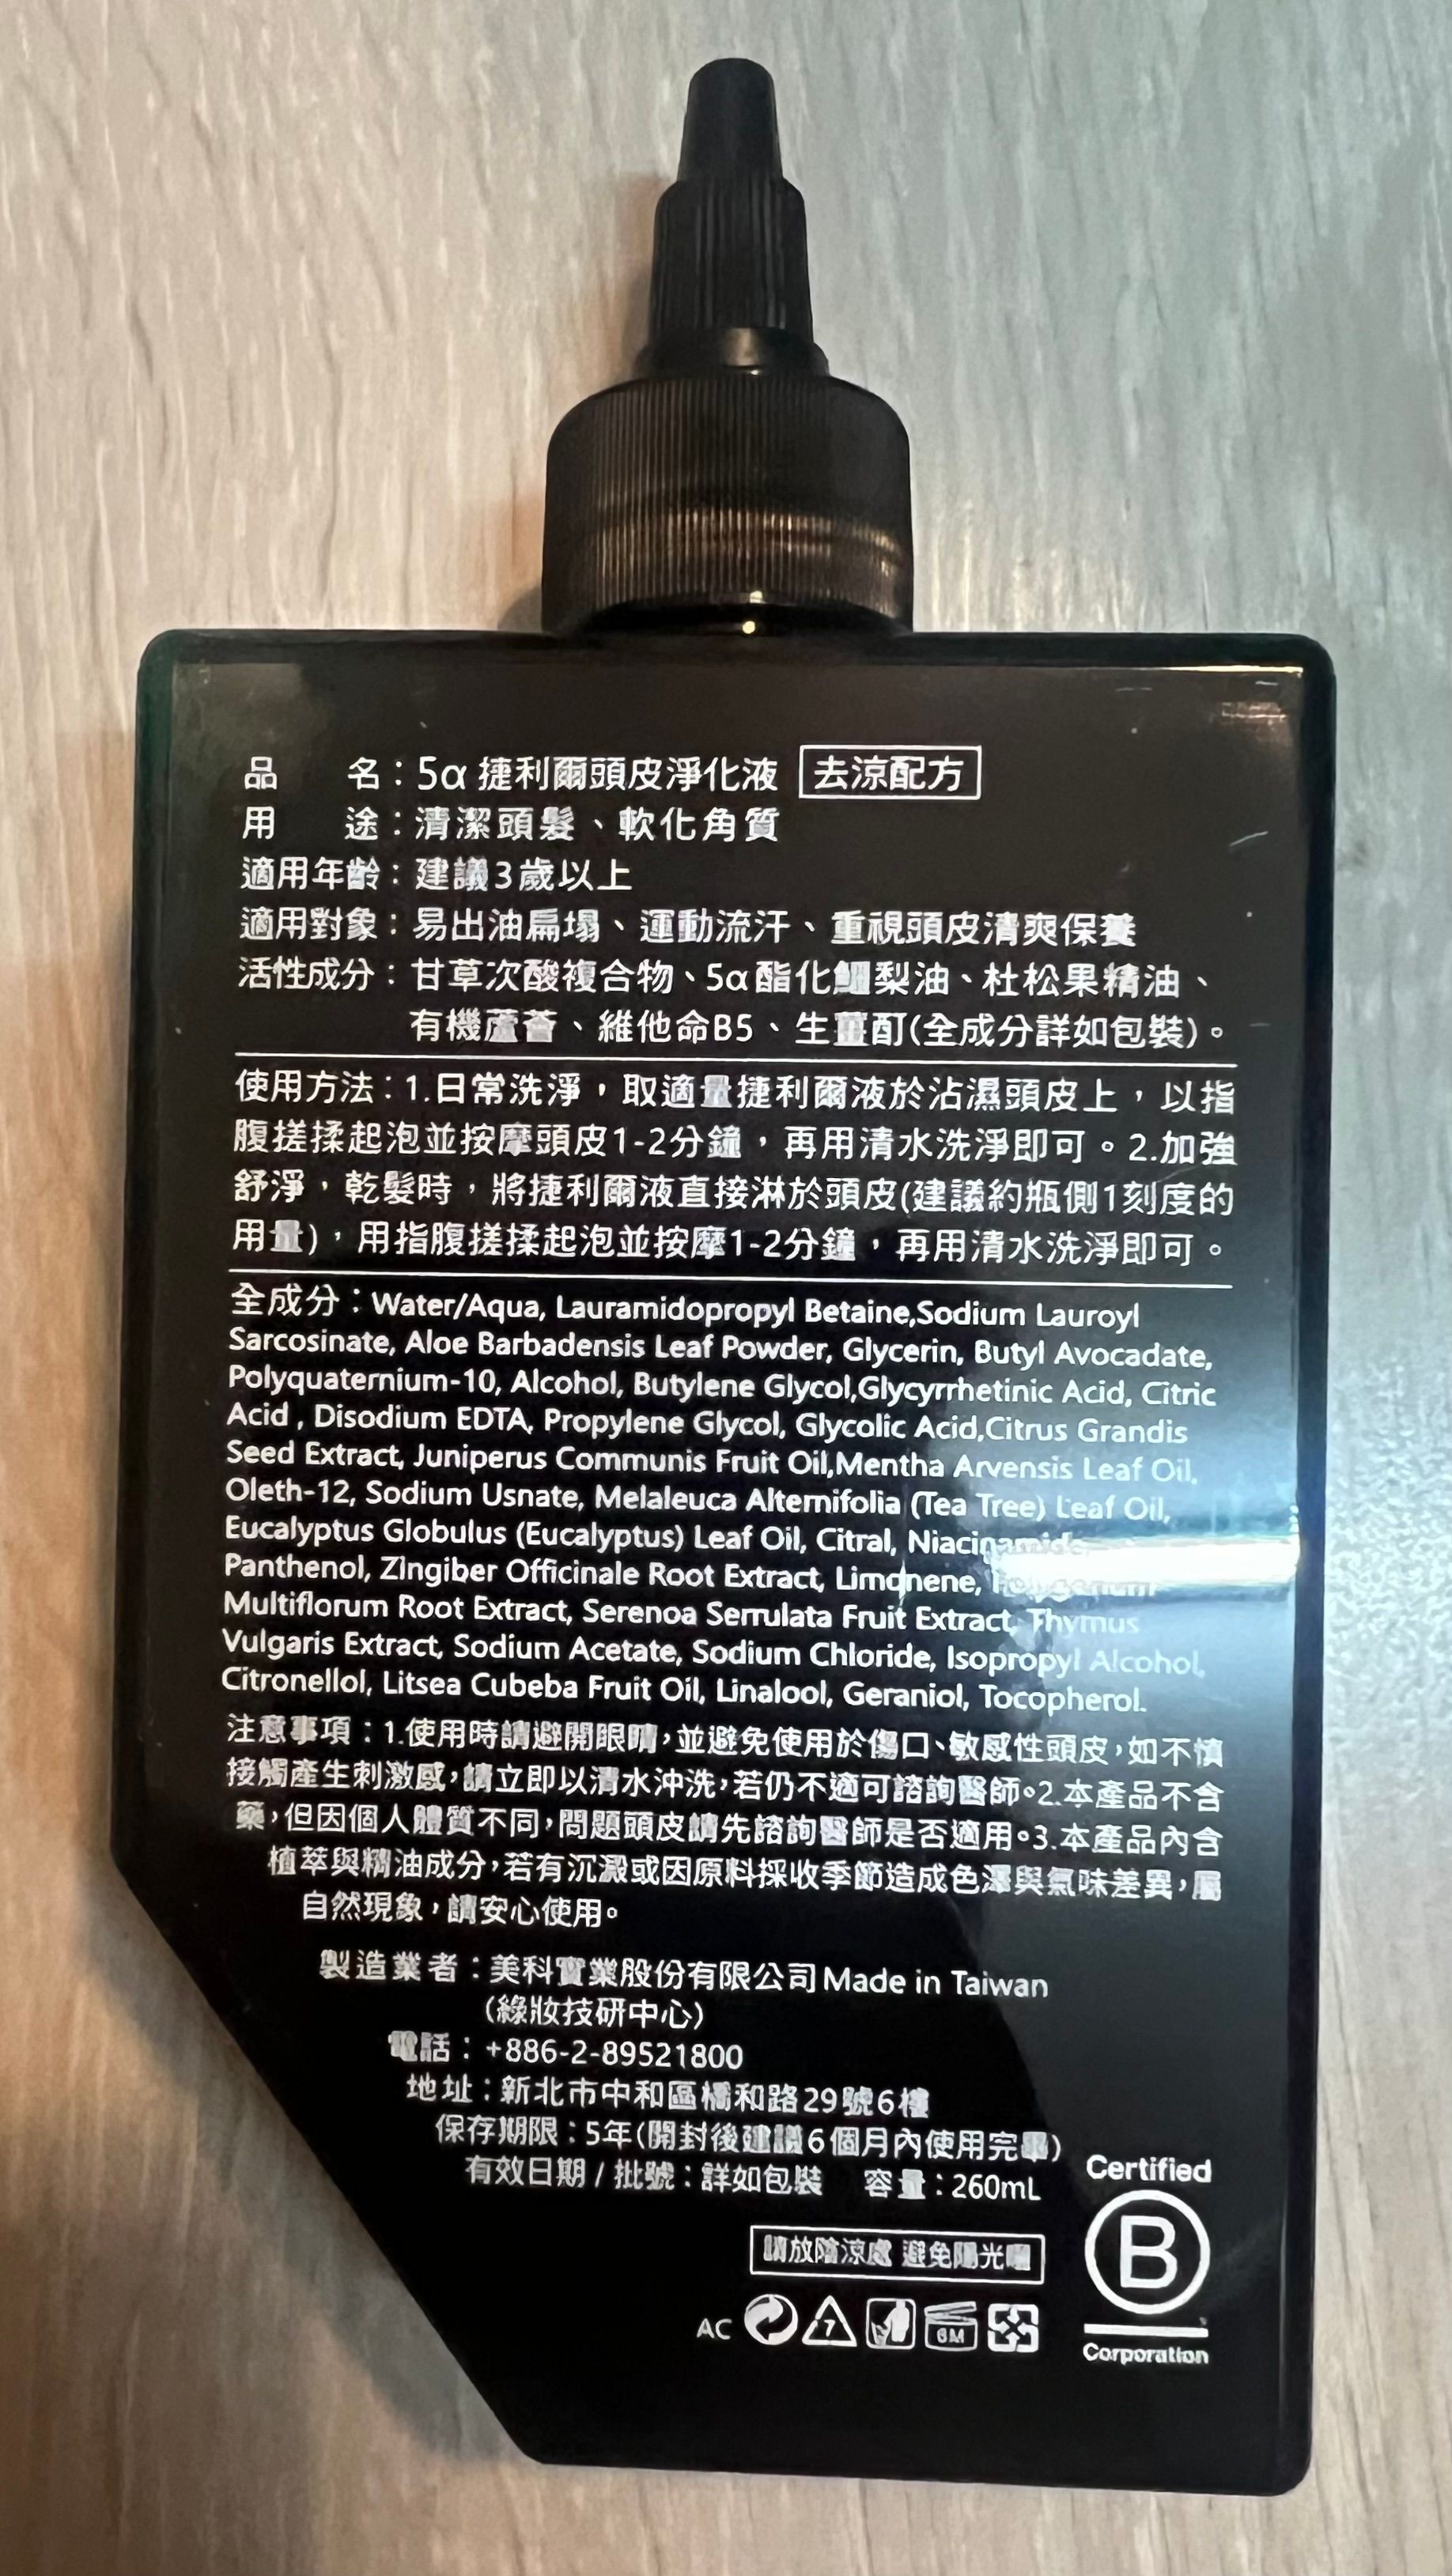 品　　名：5α 捷利爾頭皮淨化液 去涼配方
用　　途：清潔頭髮、軟化角質
適用年齡：建議3歲以上
適用對象：易出油扁塌、運動流汗、重視頭皮清爽保養
活性成分：甘草次酸複合物、5α酯化鱷梨油、杜松果精油、
有機蘆薈、維他命B5、生薑酊(全成分詳如包裝)。
使用方法：1.日常洗淨，取適量捷利爾液於沾濕頭皮上，以指
腹搓揉起泡並按摩頭皮1-2分鐘，再用清水洗淨即可。2.加強
舒淨，乾髮時，將捷利爾液直接淋於頭皮(建議約瓶側1刻度的
用量)，用指腹搓揉起泡並按摩1-2分鐘，再用清水洗淨即可。
全成分：Water/Aqua, Lauramidopropyl Betaine,Sodium Lauroyl
Sarcosinate, Aloe Barbadensis Leaf Powder, Glycerin, Butyl Avocadate,
Polyquaternium-10, Alcohol, Butylene Glycol,Glycyrrhetinic Acid, Citric
Acid , Disodium EDTA, Propylene Glycol, Glycolic Acid,Citrus Grandis
Seed Extract, Juniperus Communis Fruit Oil,Mentha Arvensis Leaf Oil,
Oleth-12, Sodium Usnate, Melaleuca Alternifolia (Tea Tree) Leaf Oil,
Eucalyptus Globulus (Eucalyptus) Leaf Oil, Citral, Niacinamide,
Panthenol, ZIngiber Officinale Root Extract, Limonene, Polygonum
Multiflorum Root Extract, Serenoa Serrulata Fruit Extract, Thymus
Vulgaris Extract, Sodium Acetate, Sodium Chloride, Isopropyl Alcohol,
Citronellol, Litsea Cubeba Fruit Oil, Linalool, Geraniol, Tocopherol.
注意事項：1.使用時請避開眼睛，並避免使用於傷口、敏感性頭皮，如不慎
接觸產生刺激感，請立即以清水沖洗，若仍不適可諮詢醫師。2.本產品不含
藥，但因個人體質不同，問題頭皮請先諮詢醫師是否適用。3.本產品內含
植萃與精油成分，若有沉澱或因原料採收季節造成色澤與氣味差異，屬
自然現象，請安心使用。
製造業者：美科實業股份有限公司 Made in Taiwan
(綠妝技研中心)
電話：+886-2-89521800
地址：新北市中和區橋和路29號6樓
保存期限：5年(開封後建議6個月內使用完畢)
有效日期 / 批號：詳如包裝　容量：260mL
請放陰涼處 避免陽光曬
AC 7 6M
Certified
B
Corporation